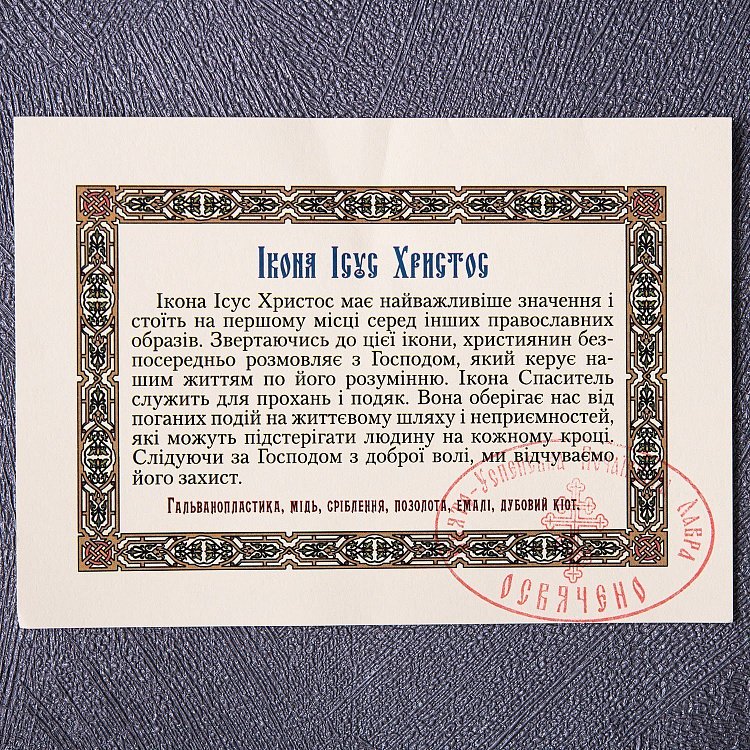 Ікона Ісус Христос
Ікона Ісус Христос має найважливіше значення і
стоїть на першому місці серед інших православних
образів. Звертаючись до цієї ікони, християнин без-
посередньо розмовляє з Господом, який керує на-
шим життям по його розумінню. Ікона Спаситель
служить для прохань і подяк. Вона оберігає нас від
поганих подій на життєвому шляху і неприємностей,
які можуть підстерігати людину на кожному кроці.
Слідуючи за Господом з доброї волі, ми відчуваємо
його захист.
Гальванопластика, мідь, сріблення, позолота, емалі, дубовий кіот.
Лавра
ОСВЯЧЕНО